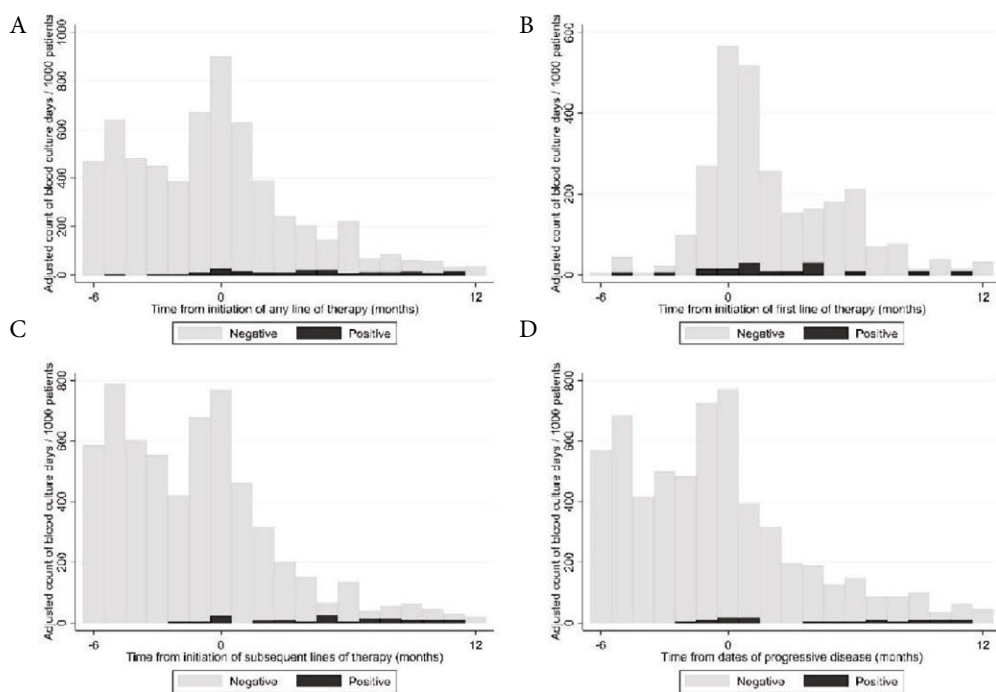 A
Adjusted count of blood culture days / 1000 patients
1000
800
600
400
200
0
-6
0
12
Time from initiation of any line of therapy (months)
Negative
Positive
B
Adjusted count of blood culture days / 1000 patients
600
400
200
0
-6
0
12
Time from initiation of first line of therapy (months)
Negative
Positive
C
Adjusted count of blood culture days / 1000 patients
800
600
400
200
0
-6
0
12
Time from initiation of subsequent lines of therapy (months)
Negative
Positive
D
Adjusted count of blood culture days / 1000 patients
800
600
400
200
0
-6
0
12
Time from dates of progressive disease (months)
Negative
Positive